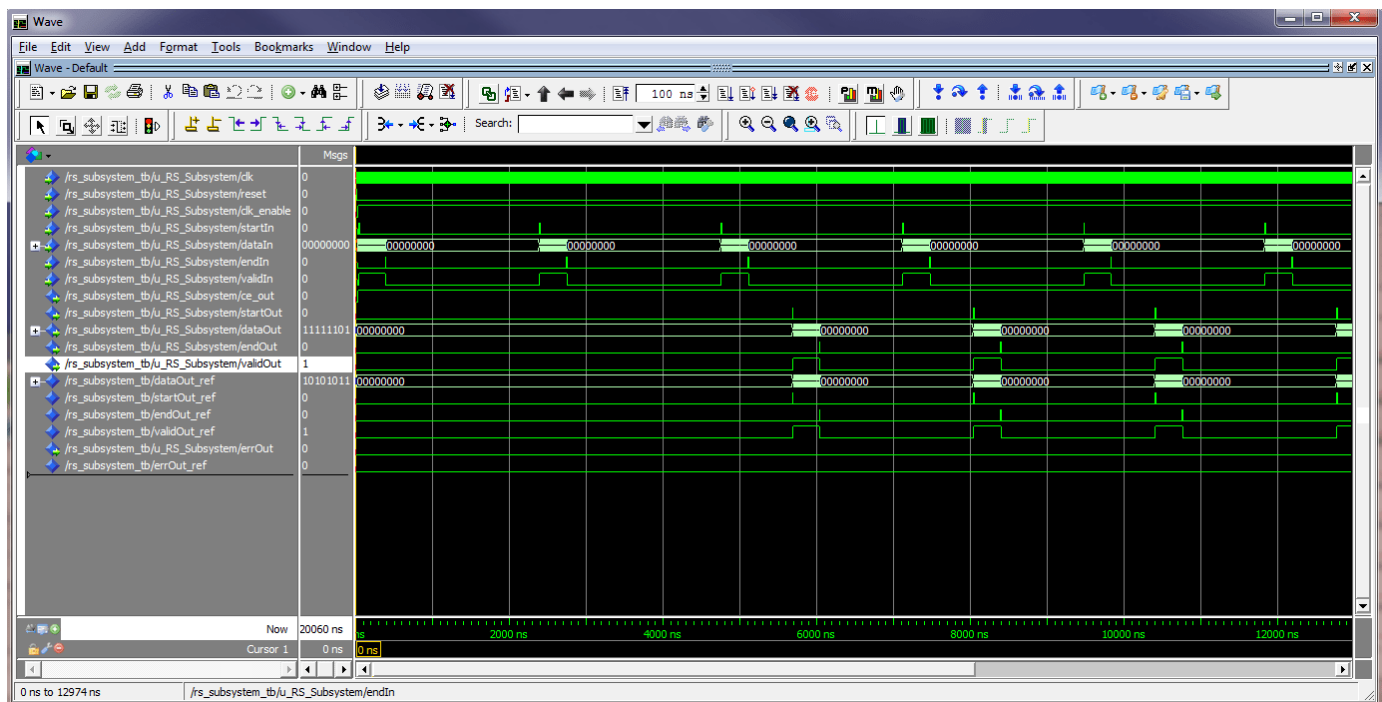 Wave
File Edit View Add Format Tools Bookmarks Window Help
Wave - Default
100 ns
Search:
Msgs
/rs_subsystem_tb/u_RS_Subsystem/clk 0
/rs_subsystem_tb/u_RS_Subsystem/reset 0
/rs_subsystem_tb/u_RS_Subsystem/clk_enable 0
/rs_subsystem_tb/u_RS_Subsystem/startIn 0
/rs_subsystem_tb/u_RS_Subsystem/dataIn 00000000 00000000 00000000 00000000 00000000 00000000 00000000
/rs_subsystem_tb/u_RS_Subsystem/endIn 0
/rs_subsystem_tb/u_RS_Subsystem/validIn 0
/rs_subsystem_tb/u_RS_Subsystem/ce_out 0
/rs_subsystem_tb/u_RS_Subsystem/startOut 0
/rs_subsystem_tb/u_RS_Subsystem/dataOut 11111101 00000000 00000000 00000000 00000000
/rs_subsystem_tb/u_RS_Subsystem/endOut 0
/rs_subsystem_tb/u_RS_Subsystem/validOut 1
/rs_subsystem_tb/dataOut_ref 10101011 00000000 00000000 00000000 00000000
/rs_subsystem_tb/startOut_ref 0
/rs_subsystem_tb/endOut_ref 0
/rs_subsystem_tb/validOut_ref 1
/rs_subsystem_tb/u_RS_Subsystem/errOut 0
/rs_subsystem_tb/errOut_ref 0
Now 20060 ns ns 2000 ns 4000 ns 6000 ns 8000 ns 10000 ns 12000 ns
Cursor 1 0 ns 0 ns
0 ns to 12974 ns /rs_subsystem_tb/u_RS_Subsystem/endIn